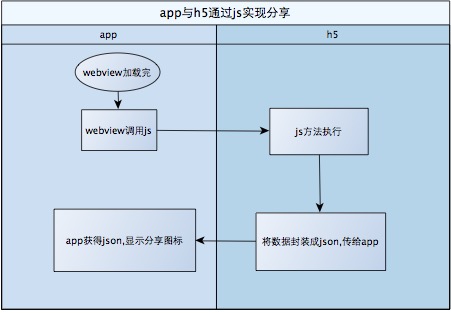 app与h5通过js实现分享
app
h5
webview加载完
webview调用js
js方法执行
app获得json,显示分享图标
将数据封装成json,传给app